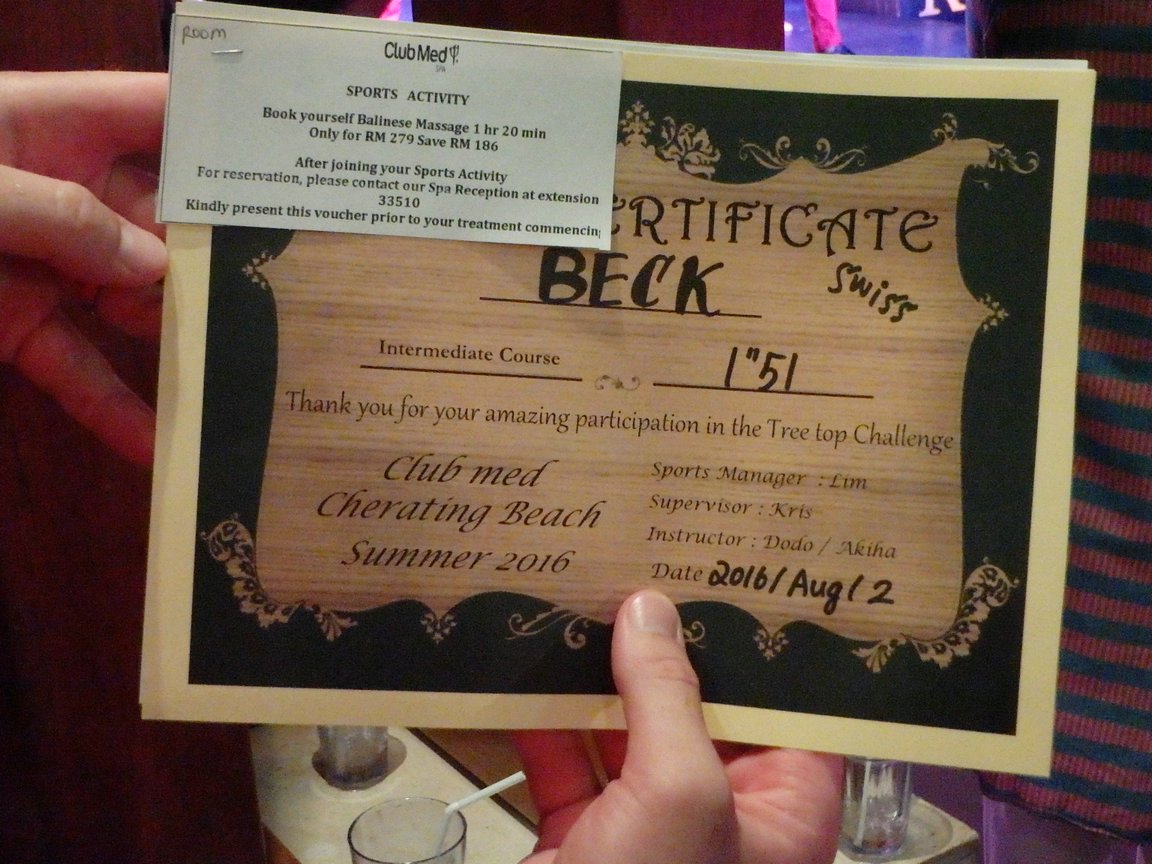 ROOM
Club Med
SPA
SPORTS ACTIVITY
Book yourself Balinese Massage 1 hr 20 min
Only for RM 279 Save RM 186
After joining your Sports Activity
For reservation, please contact our Spa Reception at extension
33510
Kindly present this voucher prior to your treatment commencin
ERTIFICATE
BECK
Swiss
Intermediate Course
1"51
Thank you for your amazing participation in the Tree top Challenge
Club med
Cherating Beach
Summer 2016
Sports Manager : Lim
Supervisor : Kris
Instructor : Dodo / Akiha
Date 2016/Aug/2